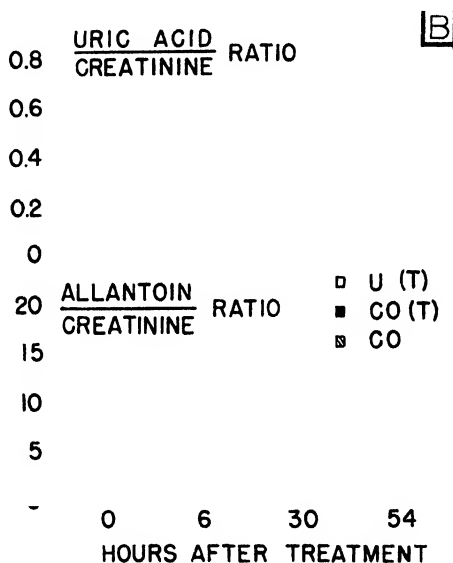 B
URIC ACID
CREATININE RATIO
0.8
0.6
0.4
0.2
0
ALLANTOIN
CREATININE RATIO
20
15
10
5
-
U (T)
CO (T)
CO
0 6 30 54
HOURS AFTER TREATMENT